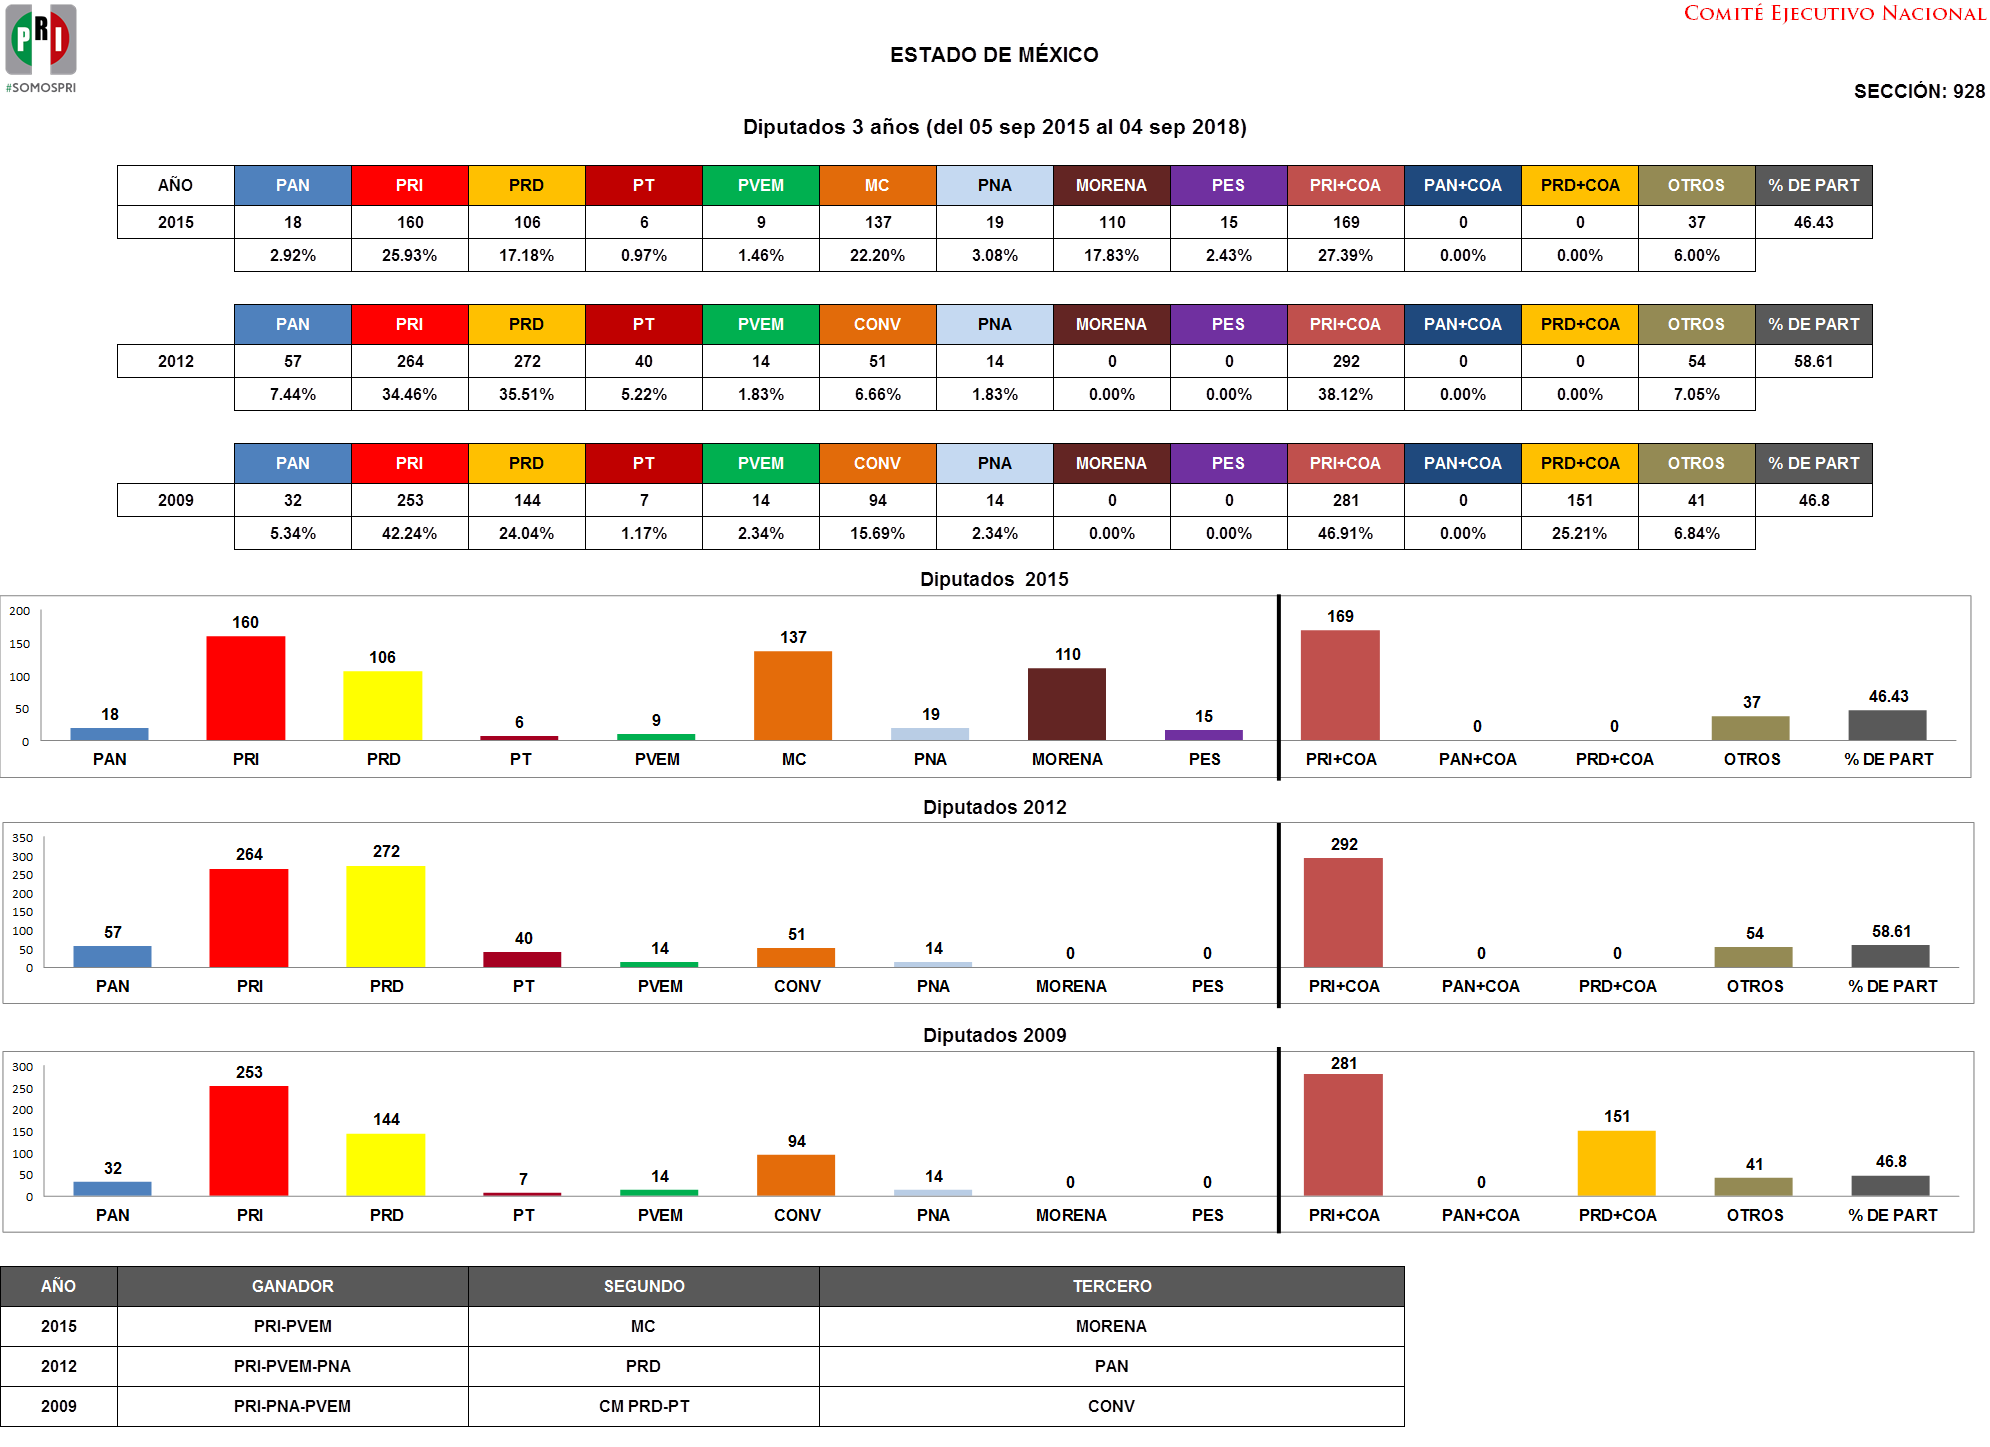 PRI
#SOMOSPRI
COMITÉ EJECUTIVO NACIONAL
ESTADO DE MÉXICO
SECCIÓN: 928
Diputados 3 años (del 05 sep 2015 al 04 sep 2018)
AÑO PAN PRI PRD PT PVEM MC PNA MORENA PES PRI+COA PAN+COA PRD+COA OTROS % DE PART
2015 18 160 106 6 9 137 19 110 15 169 0 0 37 46.43
2.92% 25.93% 17.18% 0.97% 1.46% 22.20% 3.08% 17.83% 2.43% 27.39% 0.00% 0.00% 6.00%
PAN PRI PRD PT PVEM CONV PNA MORENA PES PRI+COA PAN+COA PRD+COA OTROS % DE PART
2012 57 264 272 40 14 51 14 0 0 292 0 0 54 58.61
7.44% 34.46% 35.51% 5.22% 1.83% 6.66% 1.83% 0.00% 0.00% 38.12% 0.00% 0.00% 7.05%
PAN PRI PRD PT PVEM CONV PNA MORENA PES PRI+COA PAN+COA PRD+COA OTROS % DE PART
2009 32 253 144 7 14 94 14 0 0 281 0 151 41 46.8
5.34% 42.24% 24.04% 1.17% 2.34% 15.69% 2.34% 0.00% 0.00% 46.91% 0.00% 25.21% 6.84%
Diputados 2015
200
150
100
50
0
18 160 106 6 9 137 19 110 15 169 0 0 37 46.43
PAN PRI PRD PT PVEM MC PNA MORENA PES PRI+COA PAN+COA PRD+COA OTROS % DE PART
Diputados 2012
350
300
250
200
150
100
50
0
57 264 272 40 14 51 14 0 0 292 0 0 54 58.61
PAN PRI PRD PT PVEM CONV PNA MORENA PES PRI+COA PAN+COA PRD+COA OTROS % DE PART
Diputados 2009
300
250
200
150
100
50
0
32 253 144 7 14 94 14 0 0 281 0 151 41 46.8
PAN PRI PRD PT PVEM CONV PNA MORENA PES PRI+COA PAN+COA PRD+COA OTROS % DE PART
AÑO GANADOR SEGUNDO TERCERO
2015 PRI-PVEM MC MORENA
2012 PRI-PVEM-PNA PRD PAN
2009 PRI-PNA-PVEM CM PRD-PT CONV